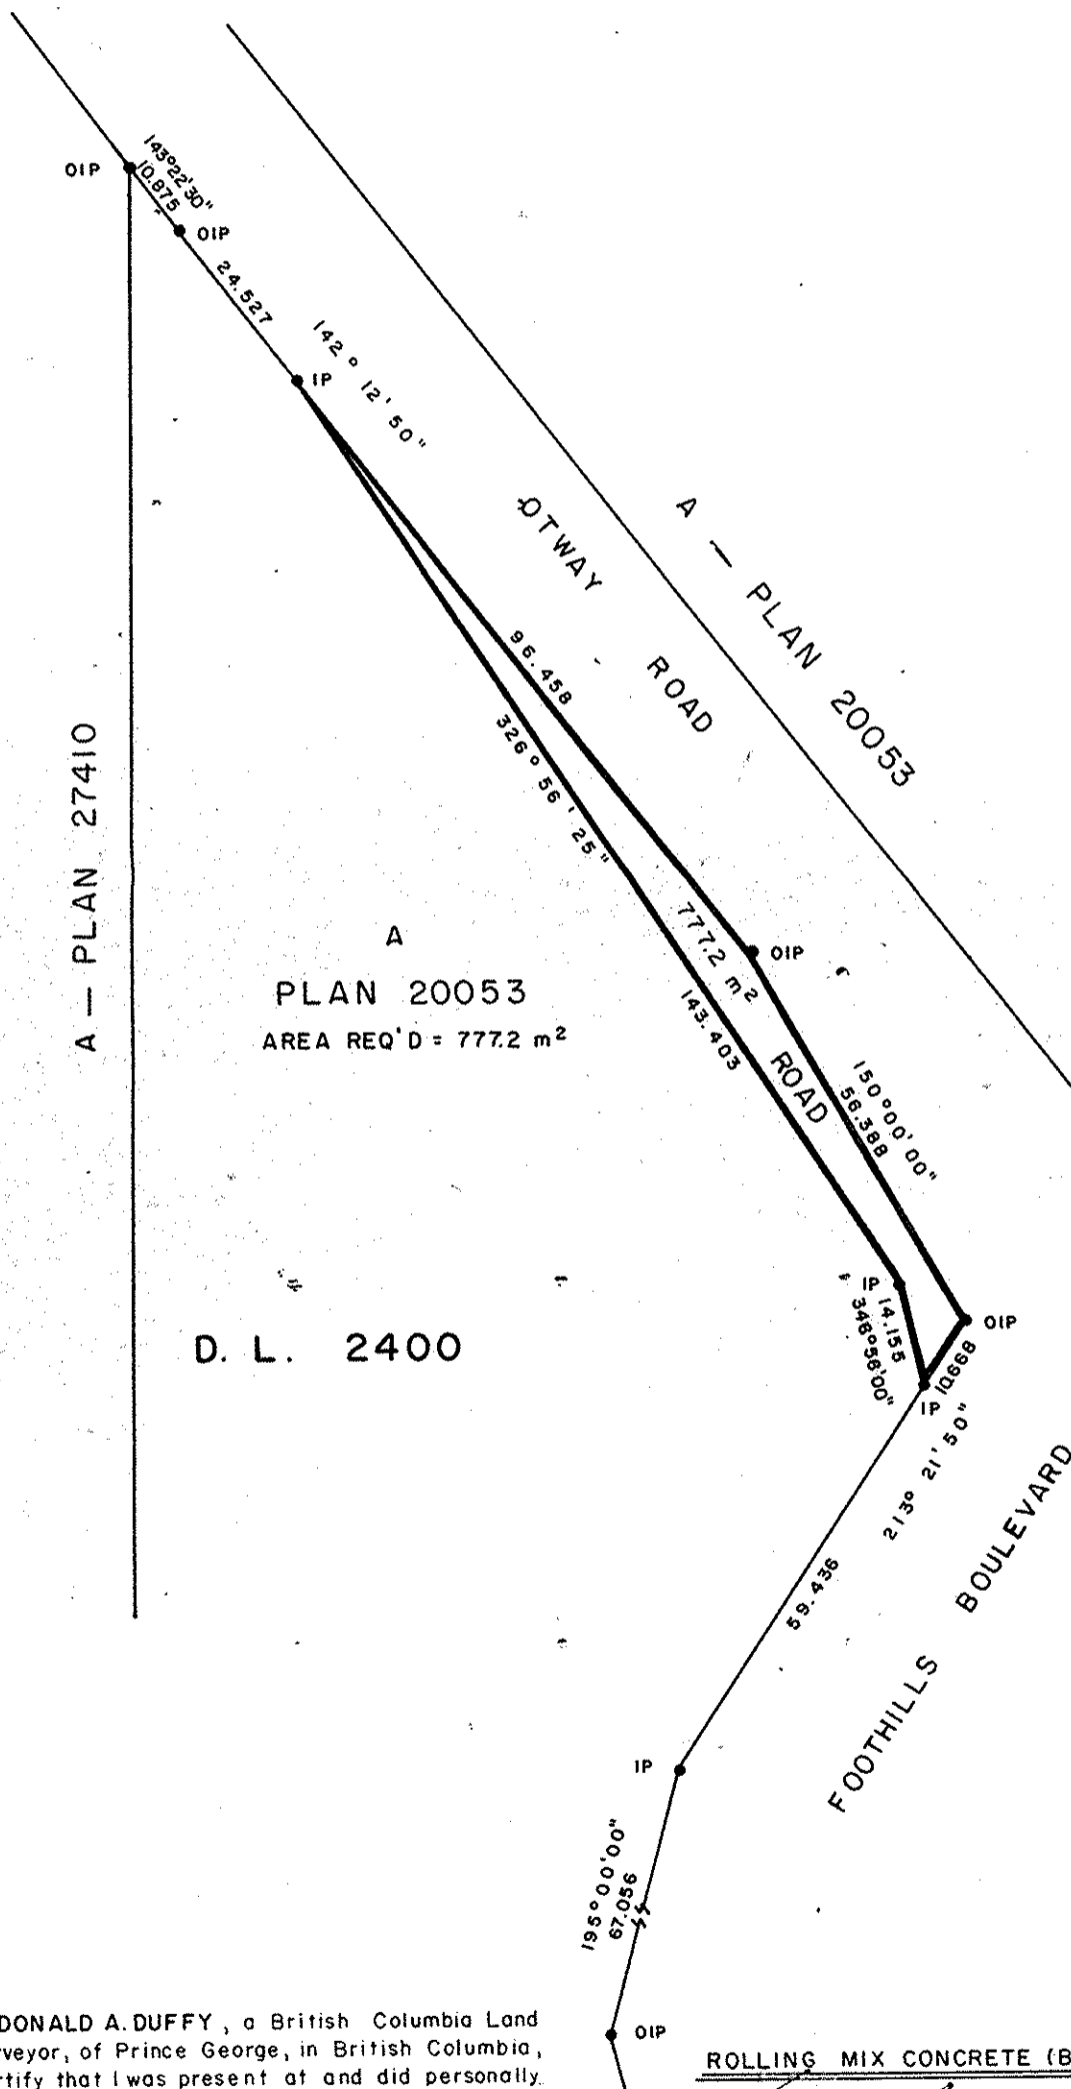 OIP
143°22'30"
10.875
OIP
24.527
142° 12' 50"
IP
OTWAY ROAD
A — PLAN 20053
96.458
326° 56' 25"
143.403
A — PLAN 27410
A
PLAN 20053
AREA REQ'D = 777.2 m²
777.2 m²
ROAD
OIP
150°00'00"
56.388
IP
14.155
348°56'00"
OIP
10.668
IP
213° 21' 50"
D. L. 2400
59.436
FOOTHILLS BOULEVARD
IP
195°00'00"
67.056
OIP
DONALD A. DUFFY, a British Columbia Land
veyor, of Prince George, in British Columbia,
rtify that I was present at and did personally
ROLLING MIX CONCRETE (B